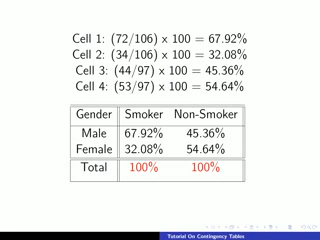 Cell 1: (72/106) x 100 = 67.92%
Cell 2: (34/106) x 100 = 32.08%
Cell 3: (44/97) x 100 = 45.36%
Cell 4: (53/97) x 100 = 54.64%
Gender Smoker Non-Smoker
Male 67.92% 45.36%
Female 32.08% 54.64%
Total 100% 100%
Tutorial On Contingency Tables